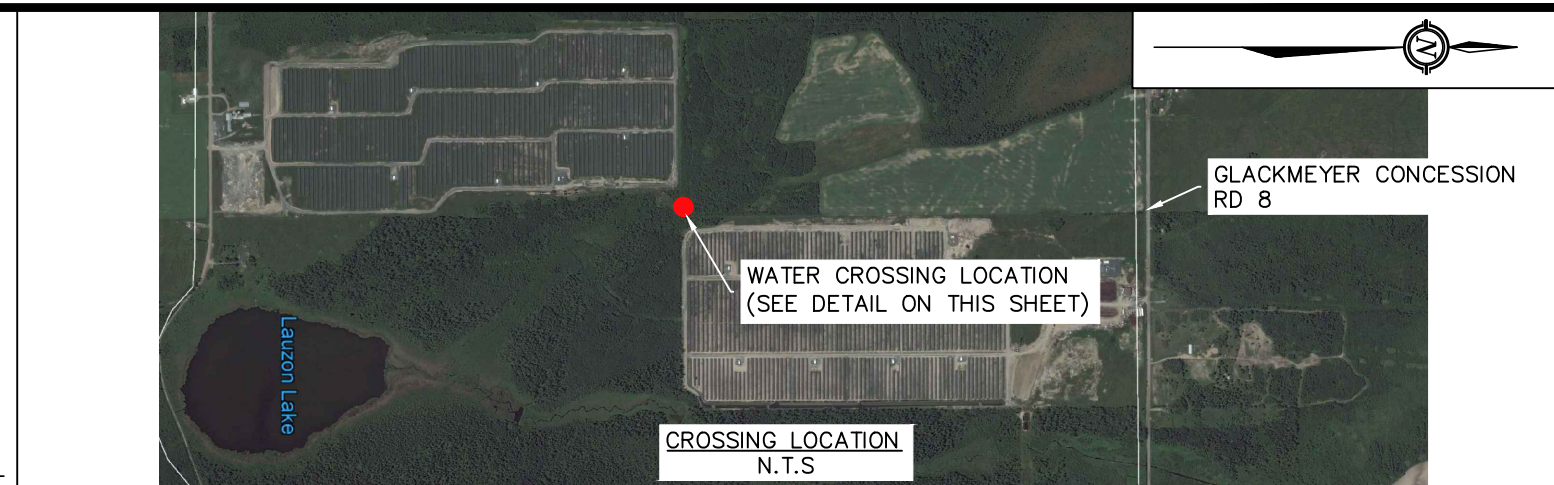 N
GLACKMEYER CONCESSION
RD 8
WATER CROSSING LOCATION
(SEE DETAIL ON THIS SHEET)
Lauzon Lake
CROSSING LOCATION
N.T.S